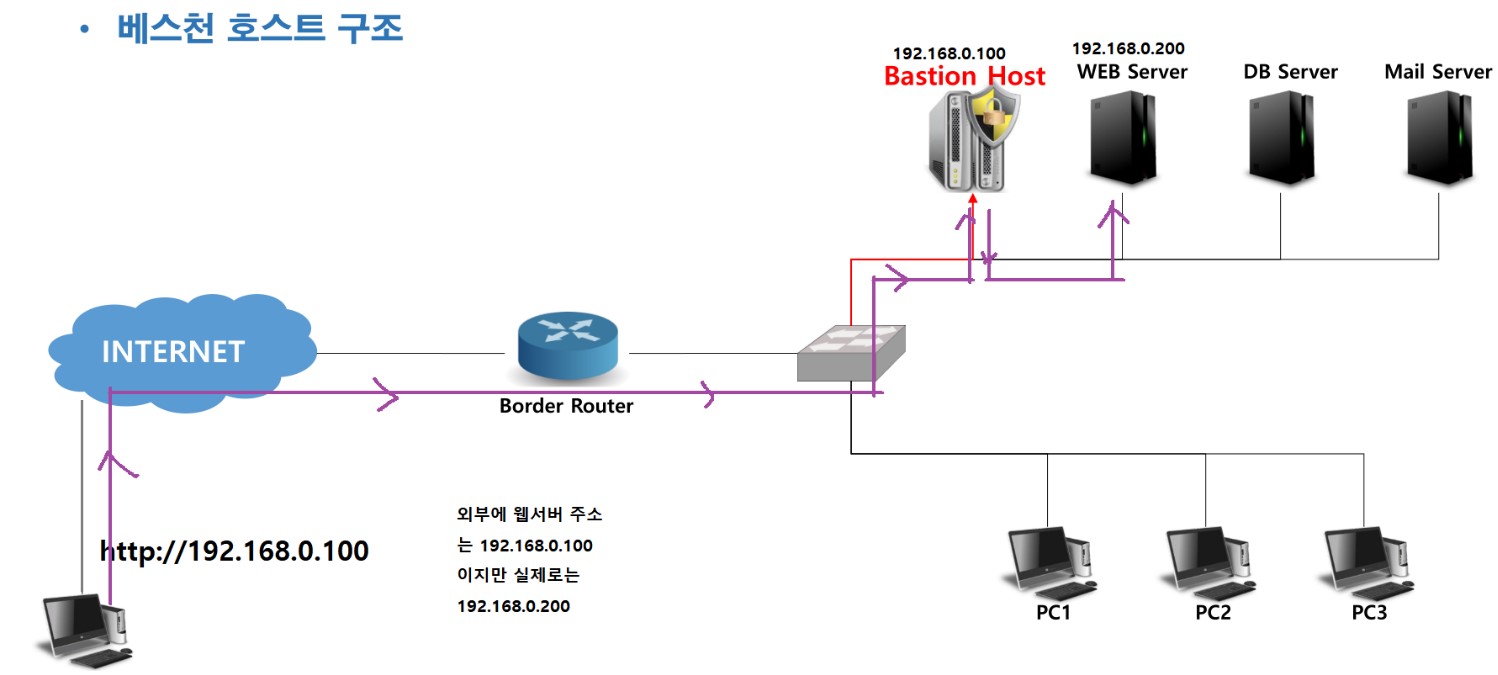 • 베스천 호스트 구조
192.168.0.100
Bastion Host
192.168.0.200
WEB Server
DB Server
Mail Server
INTERNET
Border Router
http://192.168.0.100
외부에 웹서버 주소
는 192.168.0.100
이지만 실제로는
192.168.0.200
PC1
PC2
PC3